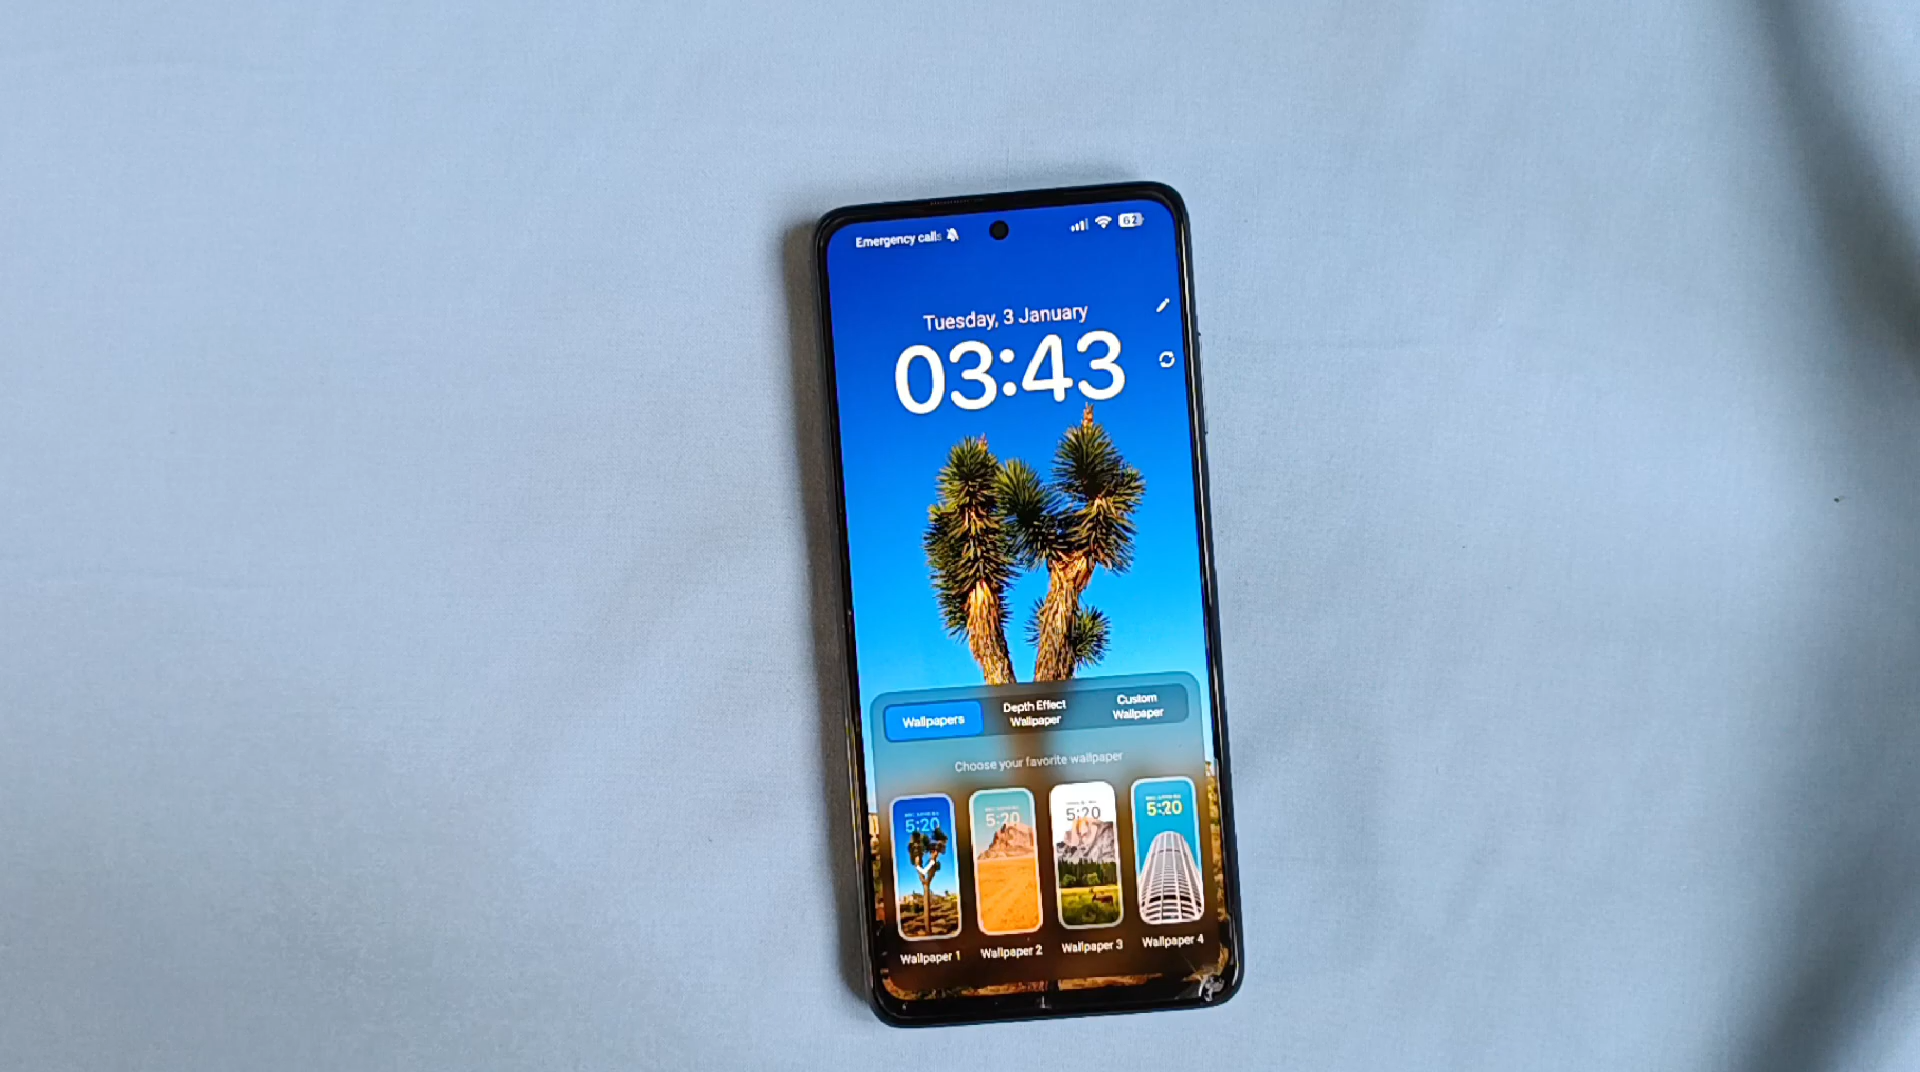 Emergency calls
62
Tuesday, 3 January
03:43
Wallpapers
Depth Effect
Wallpaper
Custom
Wallpaper
Choose your favorite wallpaper
5:20
5:20
5:20
5:20
Wallpaper 1
Wallpaper 2
Wallpaper 3
Wallpaper 4